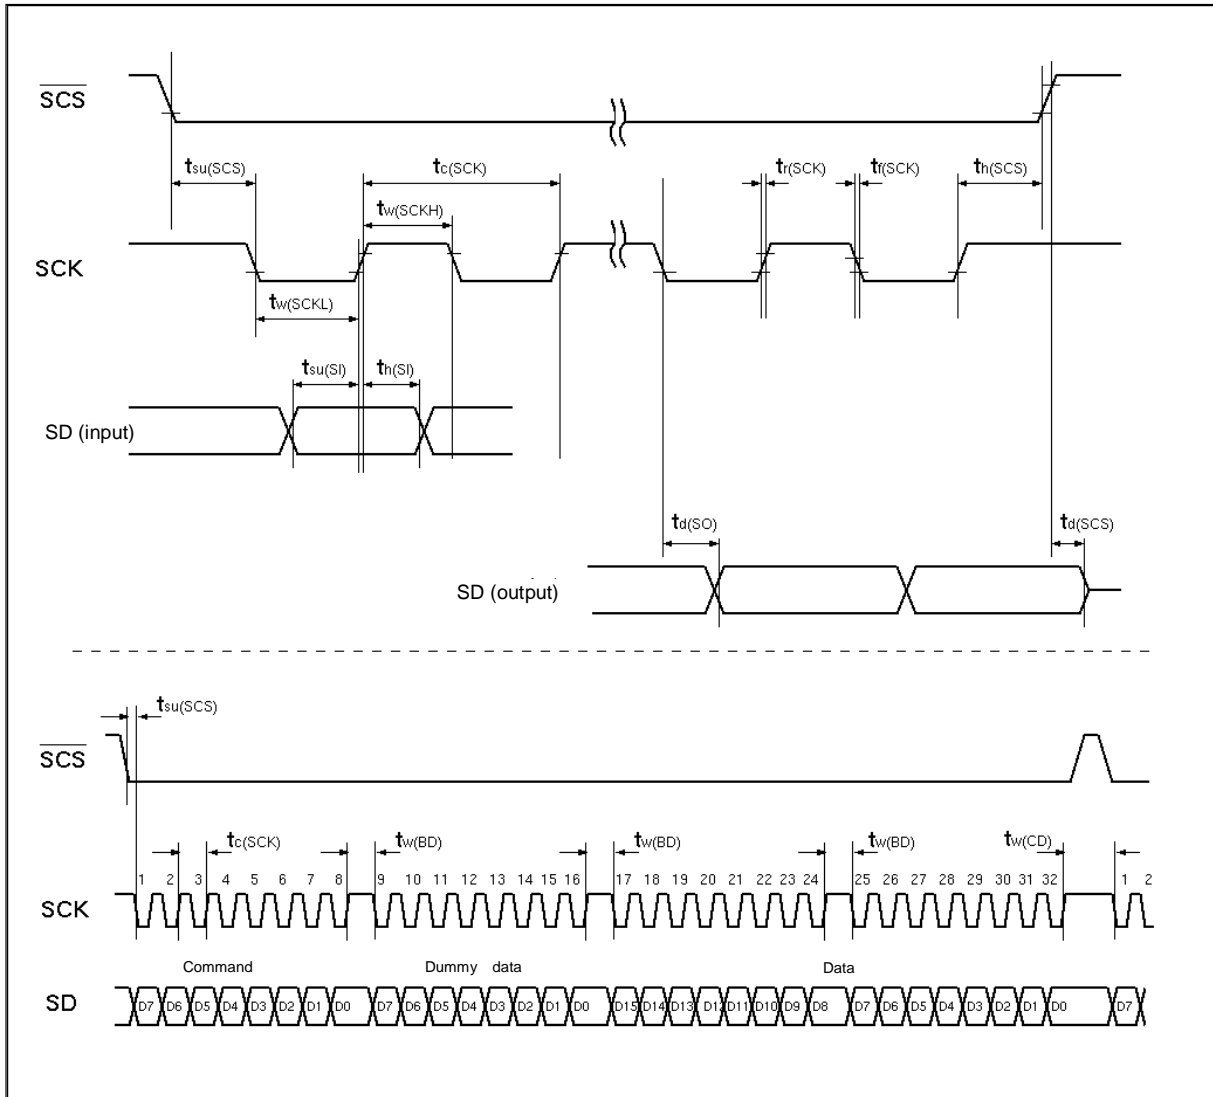 SCS
tsu(SCS) tc(SCK) tr(SCK) tf(SCK) th(SCS)
tw(SCKH)
SCK
tw(SCKL)
tsu(SI) th(SI)
SD (input)
td(SO) td(SCS)
SD (output)
tsu(SCS)
SCS
tc(SCK) tw(BD) tw(BD) tw(BD) tw(CD)
1 2 3 4 5 6 7 8 9 10 11 12 13 14 15 16 17 18 19 20 21 22 23 24 25 26 27 28 29 30 31 32 1 2
SCK
Command Dummy data Data
SD D7 D6 D5 D4 D3 D2 D1 D0 D7 D6 D5 D4 D3 D2 D1 D0 D15 D14 D13 D12 D11 D10 D9 D8 D7 D6 D5 D4 D3 D2 D1 D0 D7